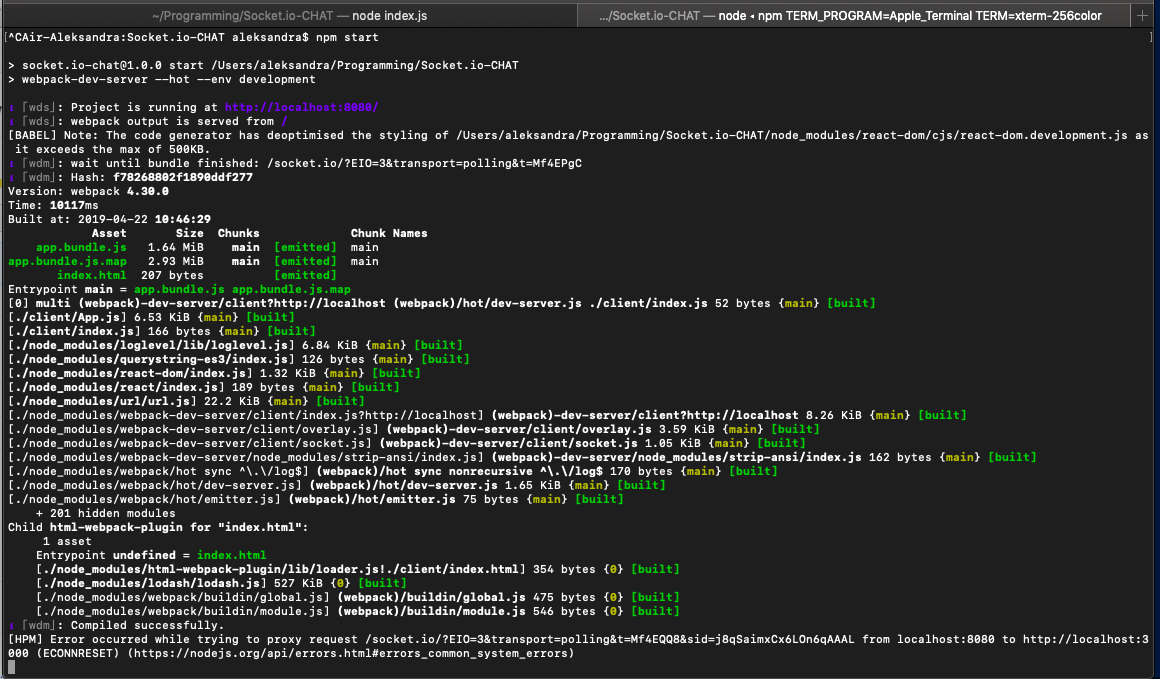 ~/Programming/Socket.io-CHAT — node index.js
.../Socket.io-CHAT — node ◂ npm TERM_PROGRAM=Apple_Terminal TERM=xterm-256color
[^CAir-Aleksandra:Socket.io-CHAT aleksandra$ npm start ]
> socket.io-chat@1.0.0 start /Users/aleksandra/Programming/Socket.io-CHAT
> webpack-dev-server --hot --env development
ℹ ｢wds｣: Project is running at http://localhost:8080/
ℹ ｢wds｣: webpack output is served from /
[BABEL] Note: The code generator has deoptimised the styling of /Users/aleksandra/Programming/Socket.io-CHAT/node_modules/react-dom/cjs/react-dom.development.js as
it exceeds the max of 500KB.
ℹ ｢wdm｣: wait until bundle finished: /socket.io/?EIO=3&transport=polling&t=Mf4EPgC
ℹ ｢wdm｣: Hash: f78268802f1890ddf277
Version: webpack 4.30.0
Time: 10117ms
Built at: 2019-04-22 10:46:29
Asset Size Chunks Chunk Names
app.bundle.js 1.64 MiB main [emitted] main
app.bundle.js.map 2.93 MiB main [emitted] main
index.html 207 bytes [emitted]
Entrypoint main = app.bundle.js app.bundle.js.map
[0] multi (webpack)-dev-server/client?http://localhost (webpack)/hot/dev-server.js ./client/index.js 52 bytes {main} [built]
[./client/App.js] 6.53 KiB {main} [built]
[./client/index.js] 166 bytes {main} [built]
[./node_modules/loglevel/lib/loglevel.js] 6.84 KiB {main} [built]
[./node_modules/querystring-es3/index.js] 126 bytes {main} [built]
[./node_modules/react-dom/index.js] 1.32 KiB {main} [built]
[./node_modules/react/index.js] 189 bytes {main} [built]
[./node_modules/url/url.js] 22.2 KiB {main} [built]
[./node_modules/webpack-dev-server/client/index.js?http://localhost] (webpack)-dev-server/client?http://localhost 8.26 KiB {main} [built]
[./node_modules/webpack-dev-server/client/overlay.js] (webpack)-dev-server/client/overlay.js 3.59 KiB {main} [built]
[./node_modules/webpack-dev-server/client/socket.js] (webpack)-dev-server/client/socket.js 1.05 KiB {main} [built]
[./node_modules/webpack-dev-server/node_modules/strip-ansi/index.js] (webpack)-dev-server/node_modules/strip-ansi/index.js 162 bytes {main} [built]
[./node_modules/webpack/hot sync ^\.\/log$] (webpack)/hot sync nonrecursive ^\.\/log$ 170 bytes {main} [built]
[./node_modules/webpack/hot/dev-server.js] (webpack)/hot/dev-server.js 1.65 KiB {main} [built]
[./node_modules/webpack/hot/emitter.js] (webpack)/hot/emitter.js 75 bytes {main} [built]
+ 201 hidden modules
Child html-webpack-plugin for "index.html":
1 asset
Entrypoint undefined = index.html
[./node_modules/html-webpack-plugin/lib/loader.js!./client/index.html] 354 bytes {0} [built]
[./node_modules/lodash/lodash.js] 527 KiB {0} [built]
[./node_modules/webpack/buildin/global.js] (webpack)/buildin/global.js 475 bytes {0} [built]
[./node_modules/webpack/buildin/module.js] (webpack)/buildin/module.js 546 bytes {0} [built]
ℹ ｢wdm｣: Compiled successfully.
[HPM] Error occurred while trying to proxy request /socket.io/?EIO=3&transport=polling&t=Mf4EQQ8&sid=j8qSaimxCx6LOn6qAAAL from localhost:8080 to http://localhost:3
000 (ECONNRESET) (https://nodejs.org/api/errors.html#errors_common_system_errors)